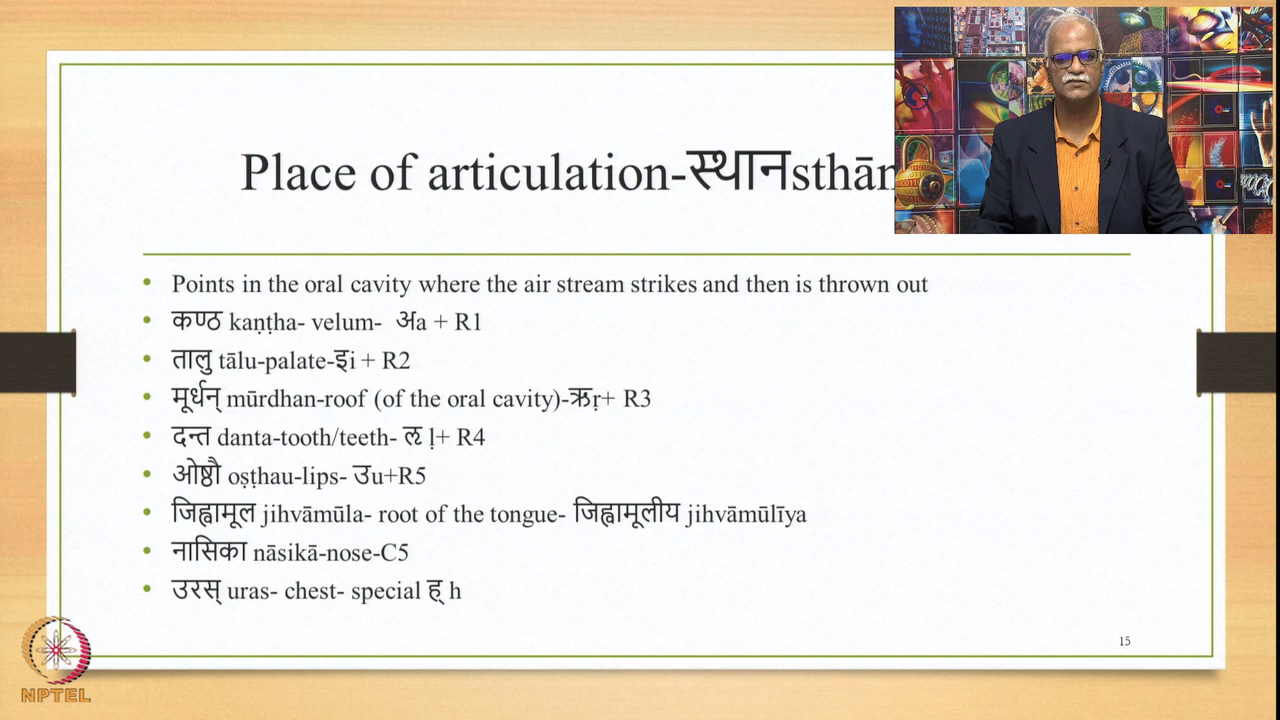 Place of articulation-स्थानsthān
Points in the oral cavity where the air stream strikes and then is thrown out
कण्ठ kaṇṭha- velum- अa + R1
तालु tālu-palate-इi + R2
मूर्धन् mūrdhan-roof (of the oral cavity)-ऋṛ+ R3
दन्त danta-tooth/teeth- ऌ ḷ+ R4
ओष्ठौ oṣṭhau-lips- उu+R5
जिह्वामूल jihvāmūla- root of the tongue- जिह्वामूलीय jihvāmūlīya
नासिका nāsikā-nose-C5
उरस् uras- chest- special ह् h
15
NPTEL